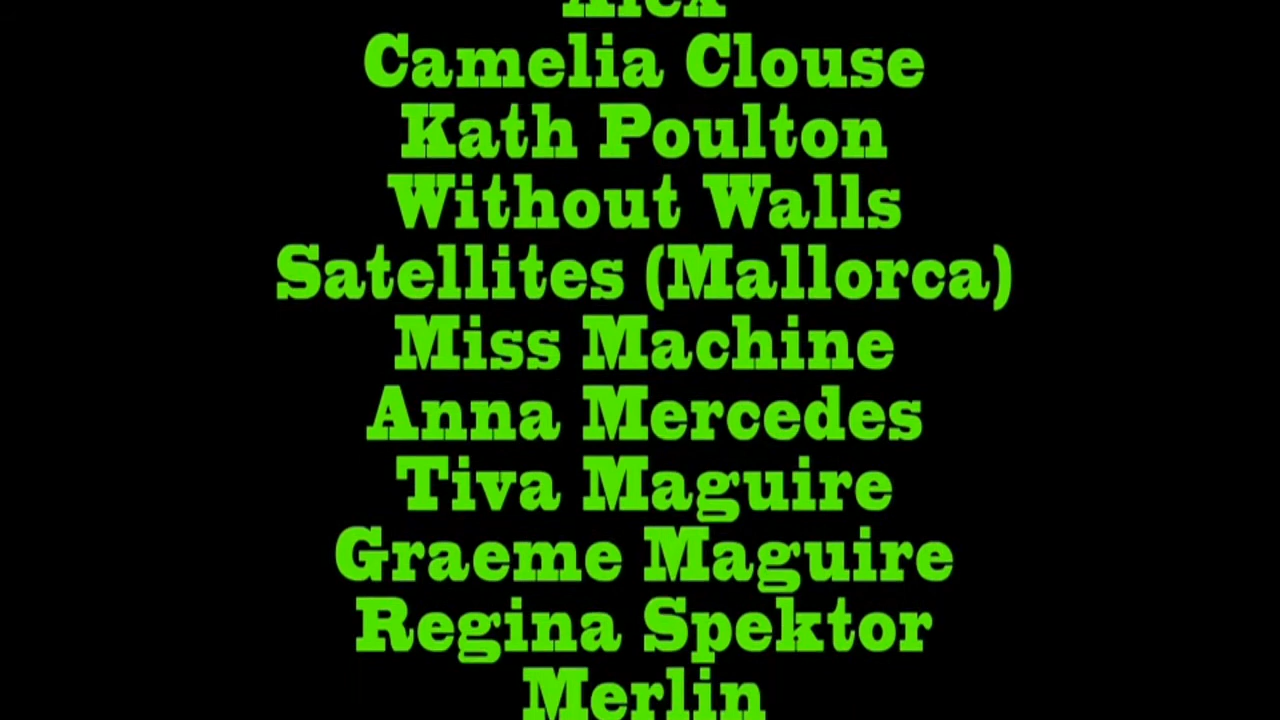 Alex
Camelia Clouse
Kath Poulton
Without Walls
Satellites (Mallorca)
Miss Machine
Anna Mercedes
Tiva Maguire
Graeme Maguire
Regina Spektor
Merlin